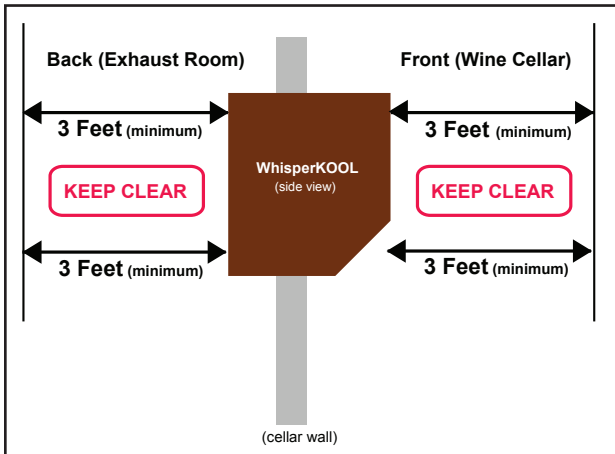 Back (Exhaust Room)
Front (Wine Cellar)
3 Feet (minimum)
3 Feet (minimum)
WhisperKOOL
(side view)
KEEP CLEAR
KEEP CLEAR
3 Feet (minimum)
3 Feet (minimum)
(cellar wall)